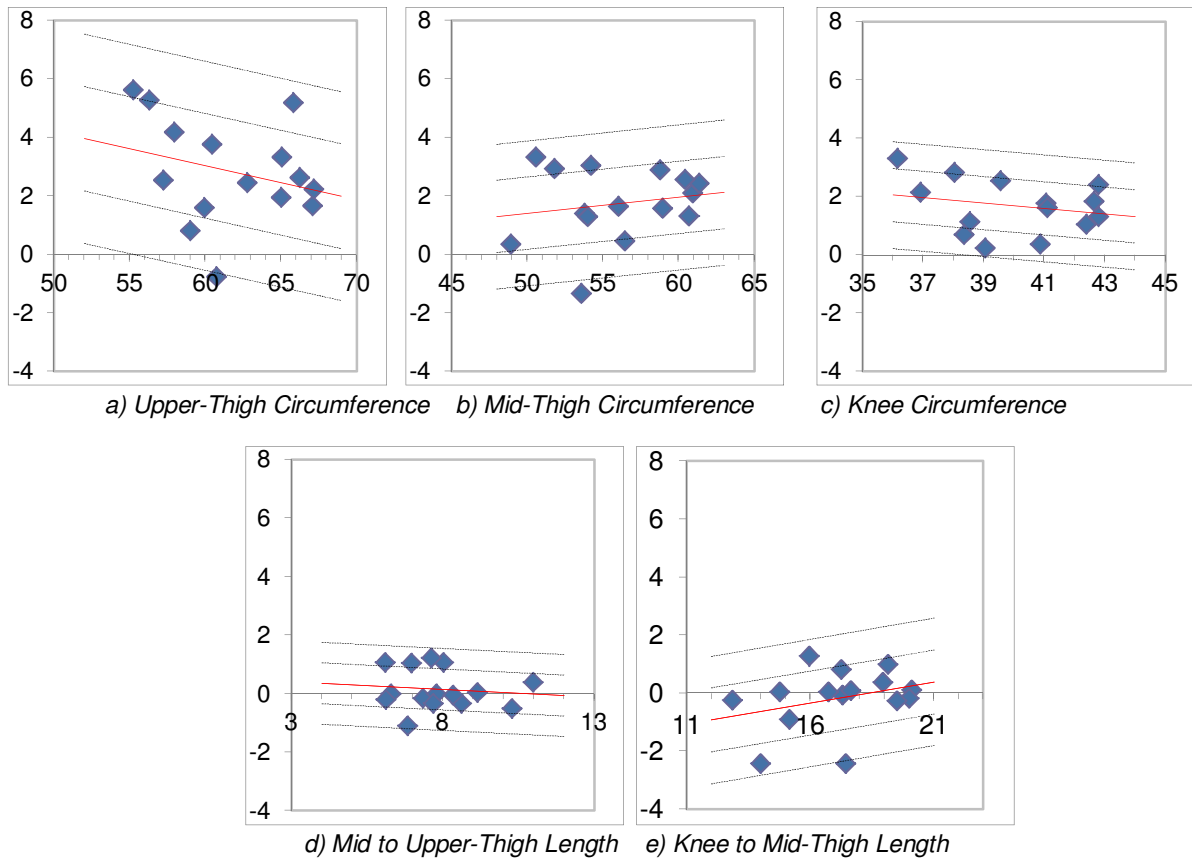 8 8 8
6 6 6
4 4 4
2 2 2
0 0 0
50 55 60 65 70 45 50 55 60 65 35 37 39 41 43 45
-2 -2 -2
-4 -4 -4
a) Upper-Thigh Circumference b) Mid-Thigh Circumference c) Knee Circumference
8 8
6 6
4 4
2 2
0 0
3 8 13 11 16 21
-2 -2
-4 -4
d) Mid to Upper-Thigh Length e) Knee to Mid-Thigh Length